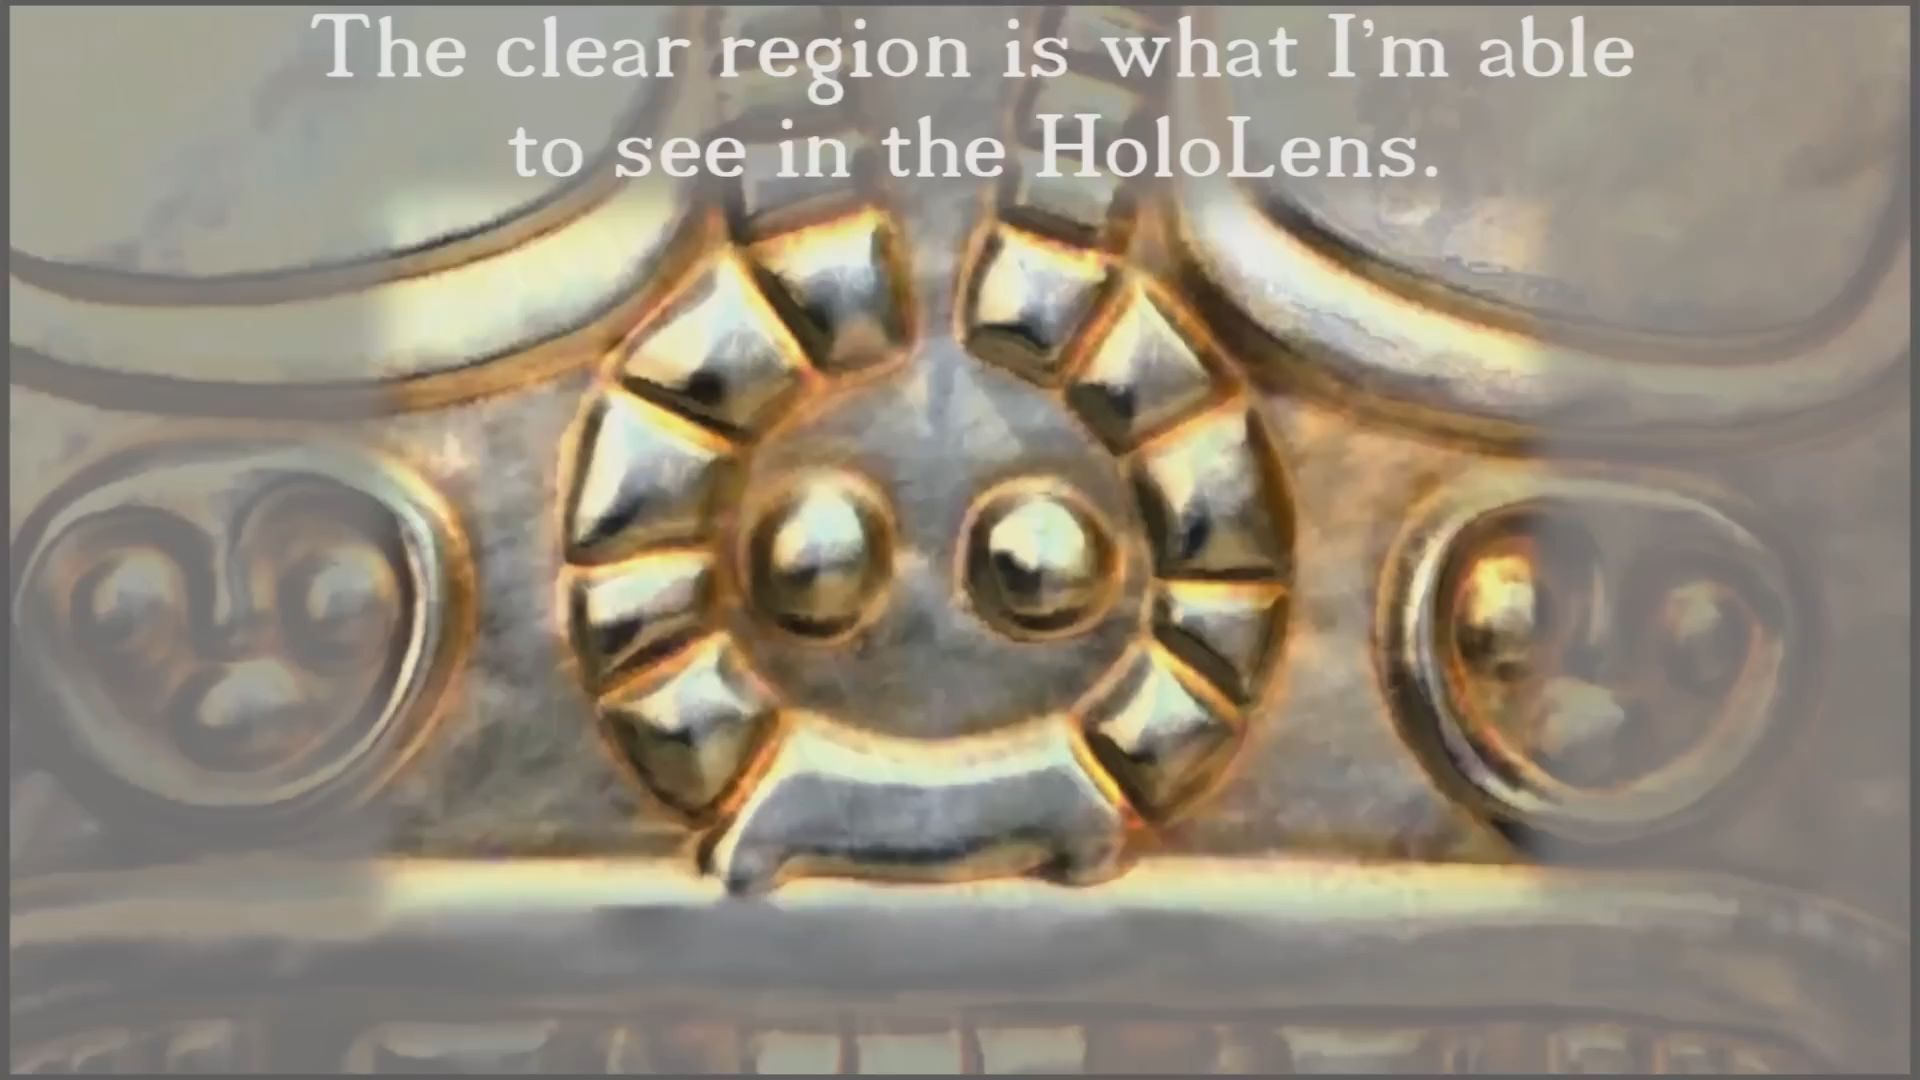 The clear region is what I'm able
to see in the HoloLens.